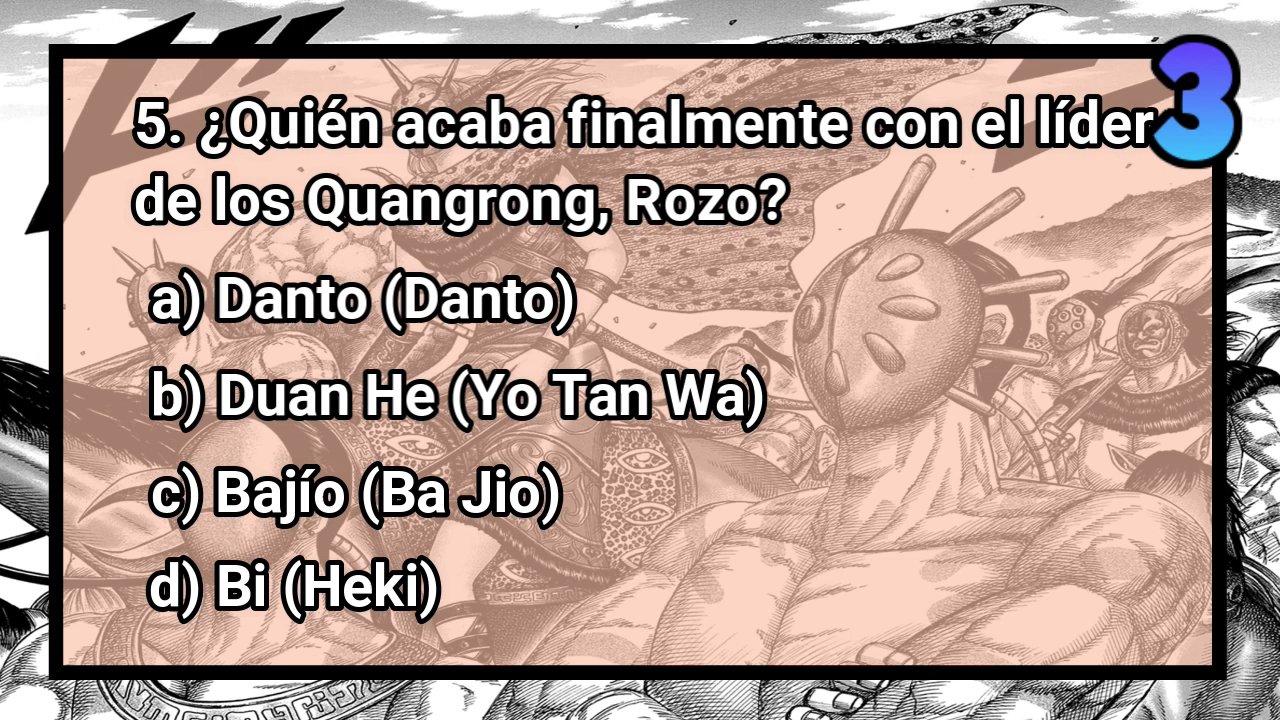 5. ¿Quién acaba finalmente con el líder
3
de los Quangrong, Rozo?
a) Danto (Danto)
b) Duan He (Yo Tan Wa)
c) Bajío (Ba Jio)
d) Bi (Heki)